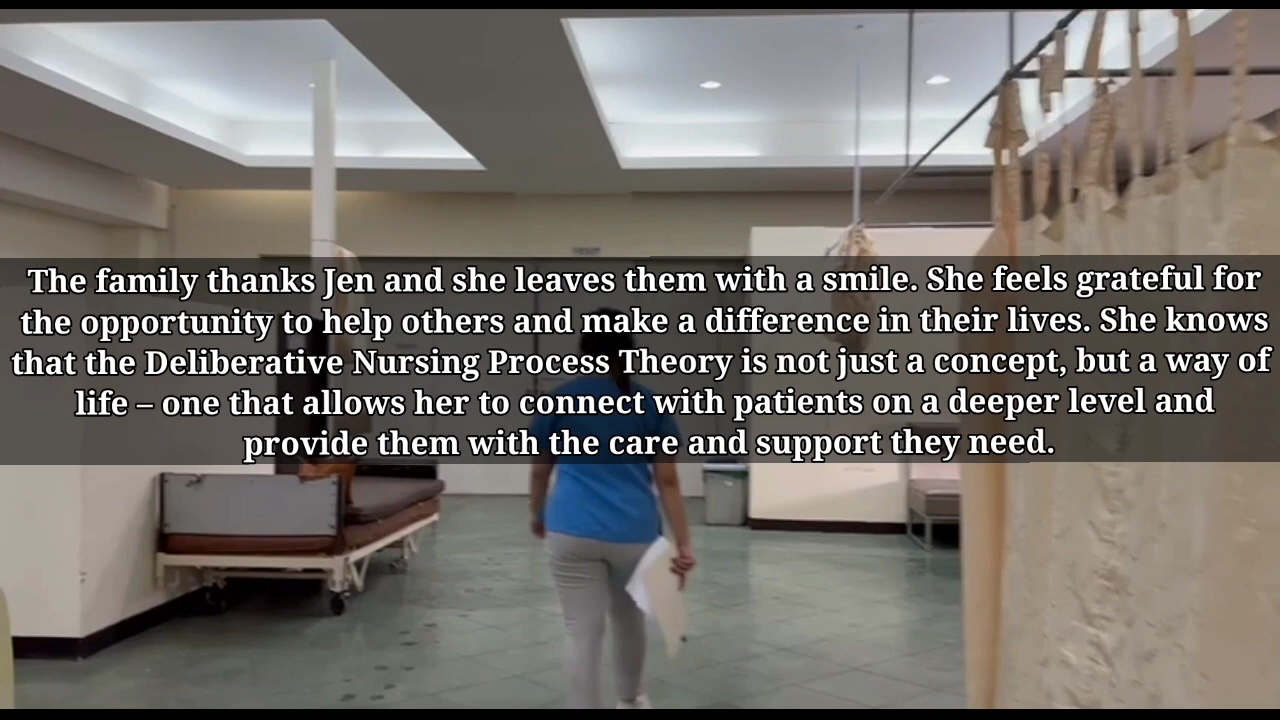 The family thanks Jen and she leaves them with a smile. She feels grateful for
the opportunity to help others and make a difference in their lives. She knows
that the Deliberative Nursing Process Theory is not just a concept, but a way of
life – one that allows her to connect with patients on a deeper level and
provide them with the care and support they need.